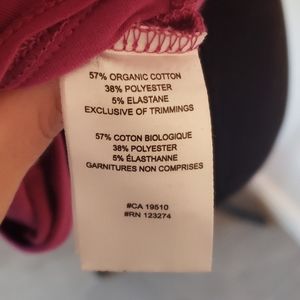 57% ORGANIC COTTON
38% POLYESTER
5% ELASTANE
EXCLUSIVE OF TRIMMINGS
57% COTON BIOLOGIQUE
38% POLYESTER
5% ÉLASTHANNE
GARNITURES NON COMPRISES
#CA 19510
#RN 123274